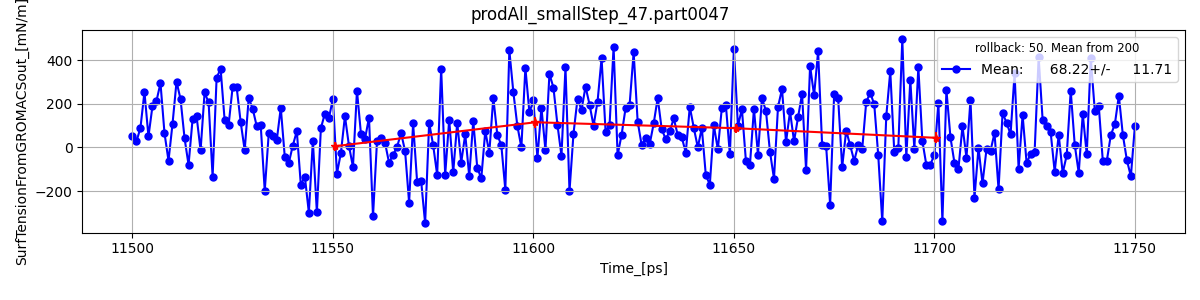 prodAll_smallStep_47.part0047
SurfTensionFromGROMACSout_[mN/m]
400
200
0
−200
rollback: 50. Mean from 200
Mean: 68.22+/- 11.71
11500
11550
11600
11650
11700
11750
Time_[ps]